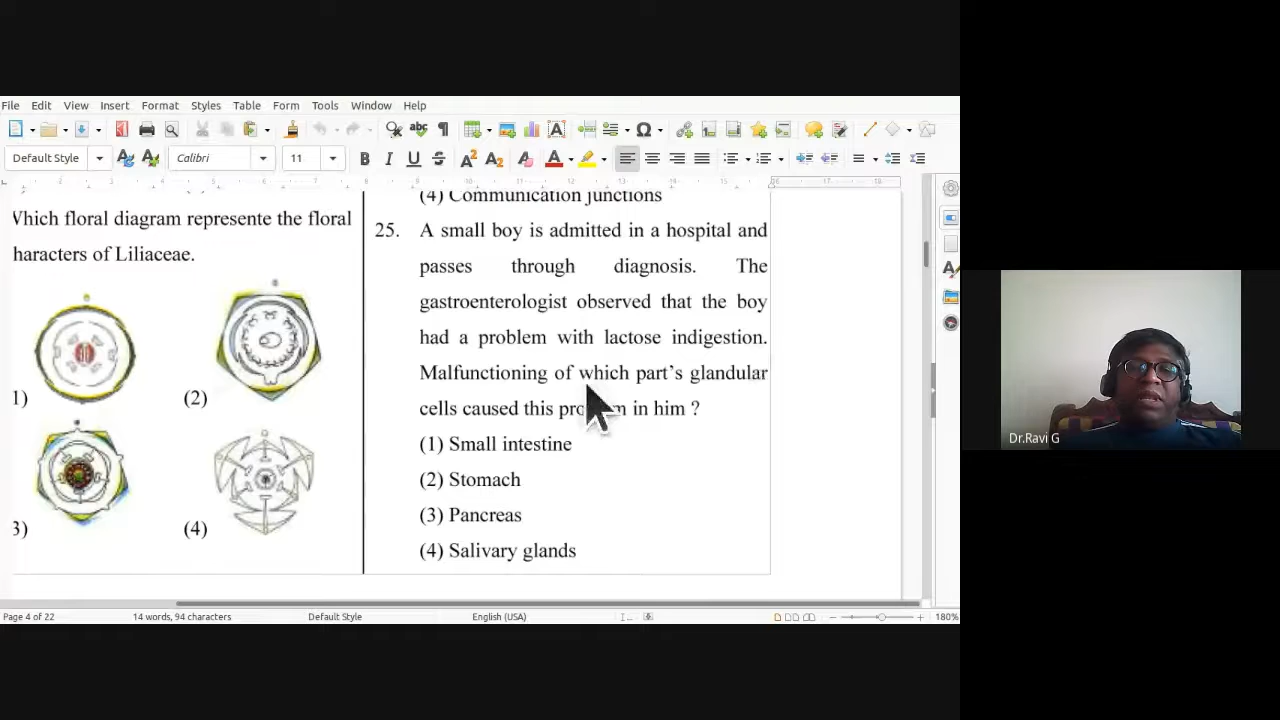 File Edit View Insert Format Styles Table Form Tools Window Help
Default Style Calibri 11
(4) Communication junctions
Which floral diagram represente the floral
haracters of Liliaceae.
1) (2)
3) (4)
25. A small boy is admitted in a hospital and
passes through diagnosis. The
gastroenterologist observed that the boy
had a problem with lactose indigestion.
Malfunctioning of which part's glandular
cells caused this problem in him ?
(1) Small intestine
(2) Stomach
(3) Pancreas
(4) Salivary glands
Page 4 of 22 14 words, 94 characters Default Style English (USA) 180%
Dr.Ravi G